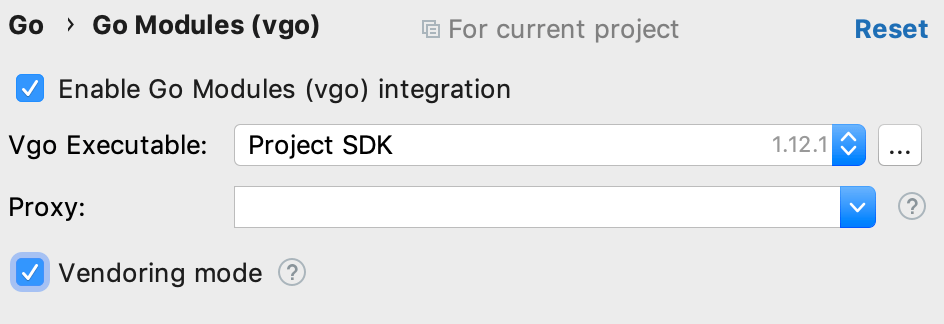 Go › Go Modules (vgo) For current project Reset
Enable Go Modules (vgo) integration
Vgo Executable: Project SDK 1.12.1 ...
Proxy: ?
Vendoring mode ?